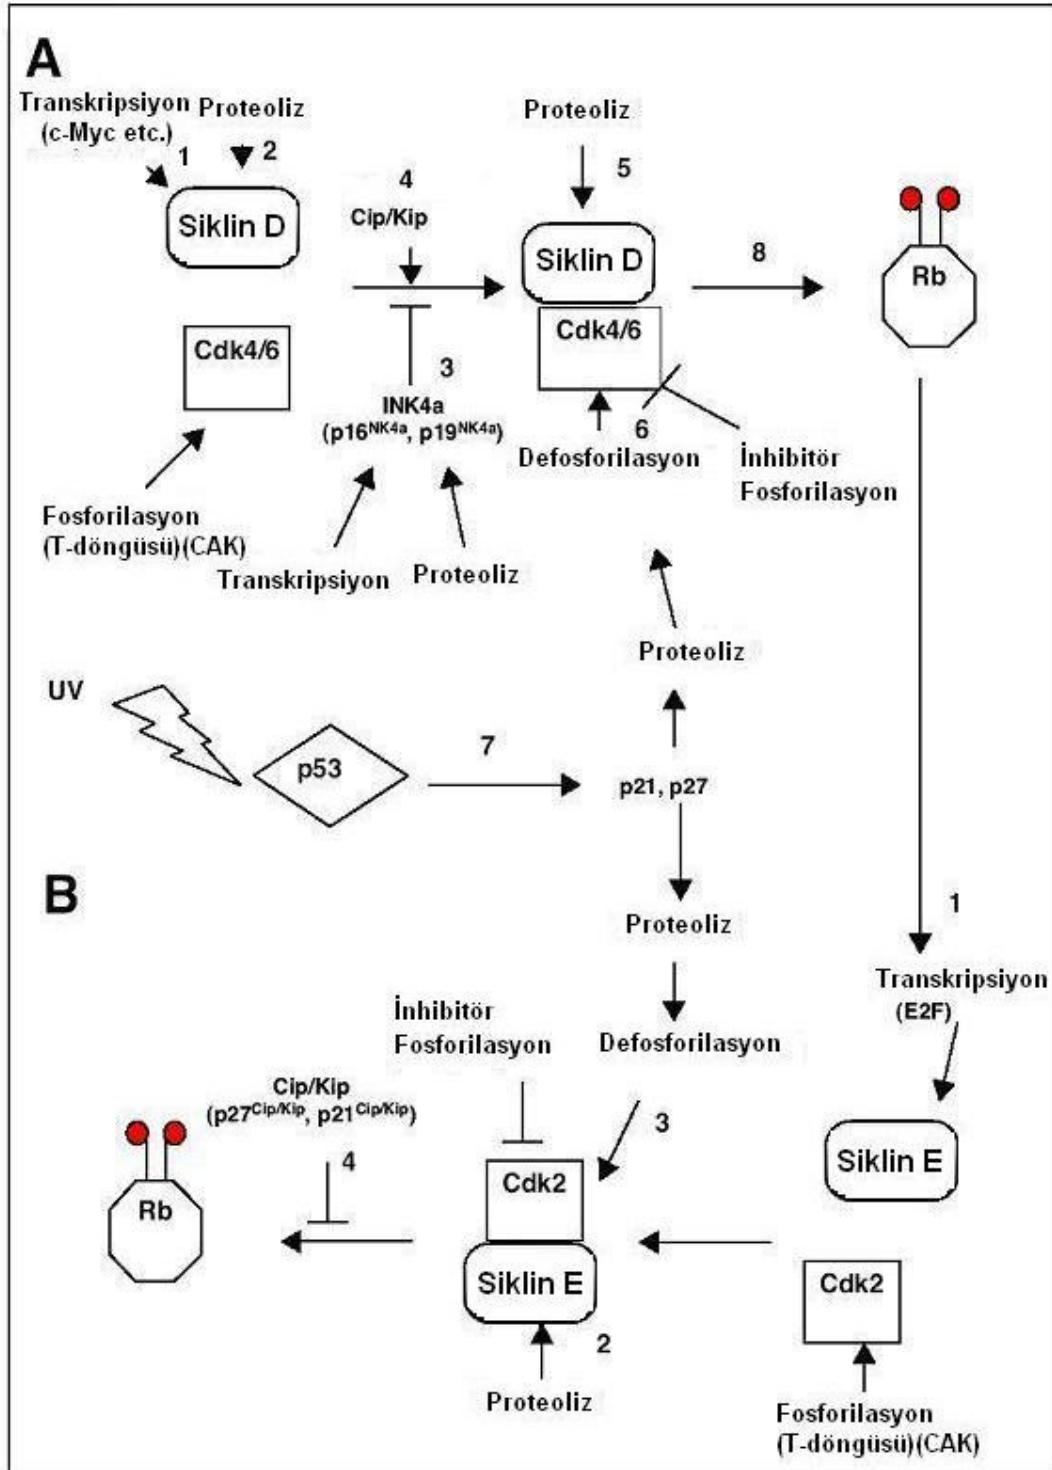 A
Transkripsiyon
(c-Myc etc.)
Proteoliz
1
2
Siklin D
Cdk4/6
Fosforilasyon
(T-döngüsü)(CAK)
4
Cip/Kip
3
INK4a
(p16NK4a, p19NK4a)
Transkripsiyon
Proteoliz
Proteoliz
5
Siklin D
Cdk4/6
6
Defosforilasyon
İnhibitör
Fosforilasyon
8
Rb
Proteoliz
UV
p53
7
p21, p27
B
Proteoliz
1
Transkripsiyon
(E2F)
İnhibitör
Fosforilasyon
Defosforilasyon
Cip/Kip
(p27Cip/Kip, p21Cip/Kip)
3
4
Siklin E
Rb
Cdk2
Siklin E
Cdk2
2
Proteoliz
Fosforilasyon
(T-döngüsü)(CAK)